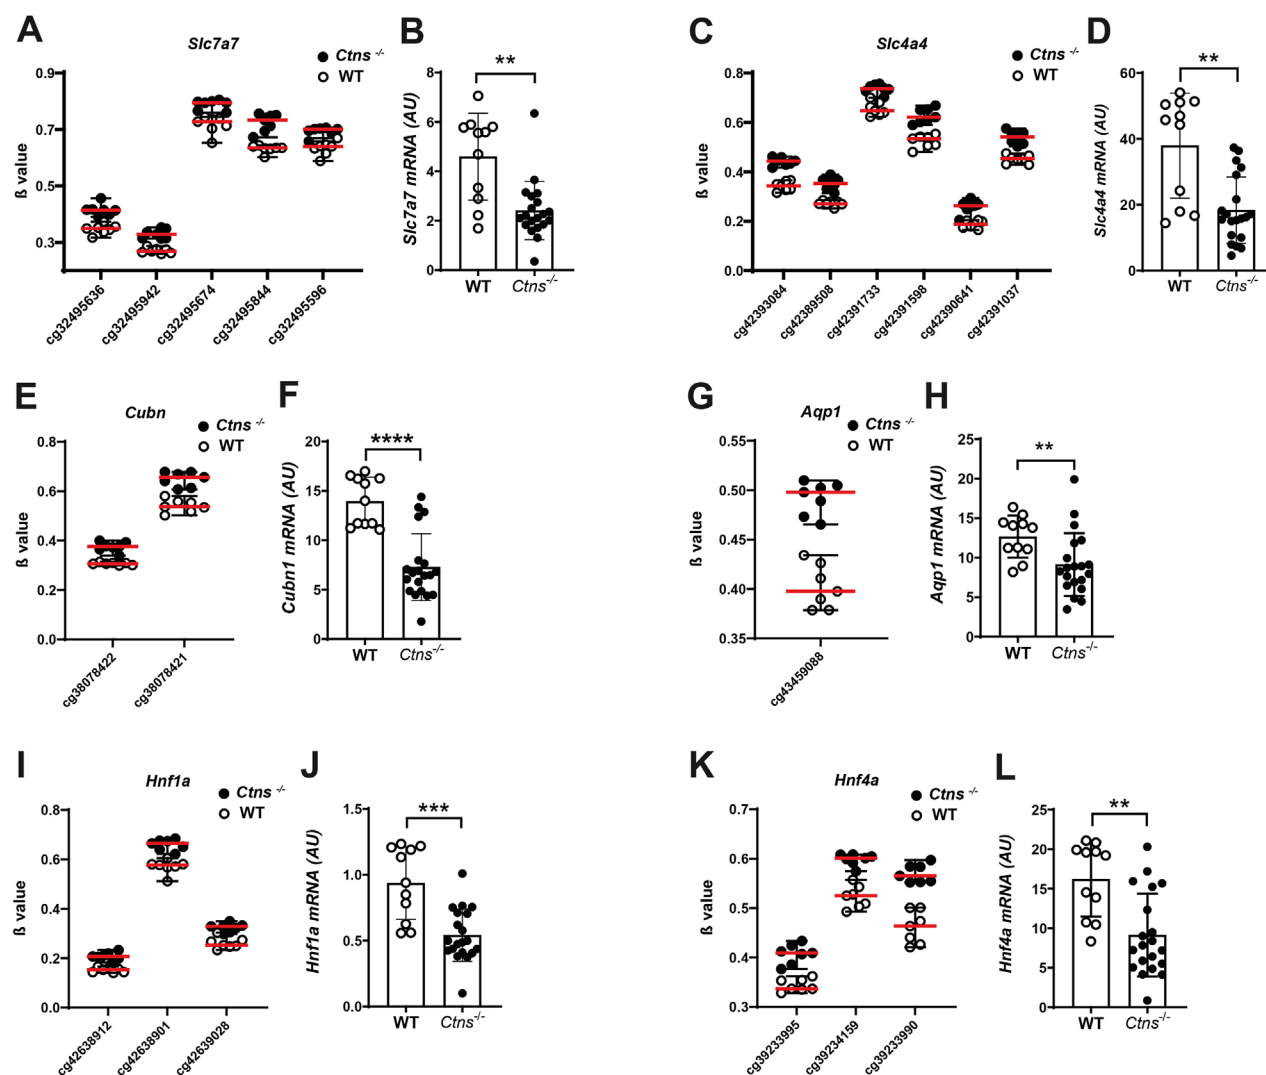 A
Slc7a7
Ctns -/-
WT
ß value
0.9
0.7
0.5
0.3
cg32495636
cg32495942
cg32495674
cg32495844
cg32495596
B
**
Slc7a7 mRNA (AU)
8
6
4
2
0
WT
Ctns-/-
C
Slc4a4
Ctns -/-
WT
ß value
0.8
0.6
0.4
0.2
0.0
cg42393084
cg42389508
cg42391733
cg42391598
cg42390641
cg42391037
D
**
Slc4a4 mRNA (AU)
60
40
20
0
WT
Ctns-/-
E
Cubn
Ctns -/-
WT
ß value
0.8
0.6
0.4
0.2
0.0
cg38078422
cg38078421
F
****
Cubn1 mRNA (AU)
20
15
10
5
0
WT
Ctns-/-
G
Aqp1
Ctns -/-
WT
ß value
0.55
0.50
0.45
0.40
0.35
cg43459088
H
**
Aqp1 mRNA (AU)
25
20
15
10
5
0
WT
Ctns-/-
I
Hnf1a
Ctns -/-
WT
ß value
0.8
0.6
0.4
0.2
0.0
cg42638912
cg42638901
cg42639028
J
***
Hnf1a mRNA (AU)
1.5
1.0
0.5
0.0
WT
Ctns-/-
K
Hnf4a
Ctns -/-
WT
ß value
0.7
0.6
0.5
0.4
0.3
cg39233995
cg39234159
cg39233990
L
**
Hnf4a mRNA (AU)
25
20
15
10
5
0
WT
Ctns-/-